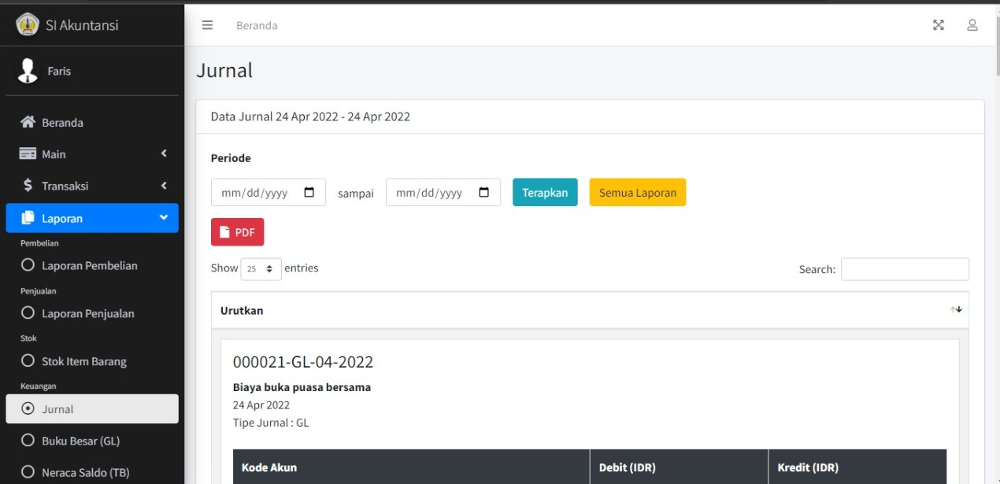 SI Akuntansi
Beranda
Faris
Beranda
Main
Transaksi
Laporan
Pembelian
Laporan Pembelian
Penjualan
Laporan Penjualan
Stok
Stok Item Barang
Keuangan
Jurnal
Buku Besar (GL)
Neraca Saldo (TB)
Jurnal
Data Jurnal 24 Apr 2022 - 24 Apr 2022
Periode
mm/dd/yyyy sampai mm/dd/yyyy Terapkan Semua Laporan
PDF
Show 25 entries Search:
Urutkan
000021-GL-04-2022
Biaya buka puasa bersama
24 Apr 2022
Tipe Jurnal : GL
Kode Akun Debit (IDR) Kredit (IDR)